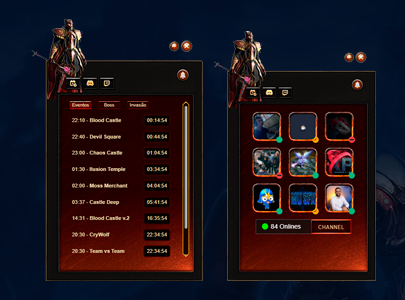 Eventos
Boss
Invasão
22:10 - Blood Castle
00:14:54
22:40 - Devil Square
00:44:54
23:00 - Chaos Castle
01:04:54
01:30 - Ilusion Temple
03:34:54
02:00 - Moss Merchant
04:04:54
05:37 - Castle Deep
05:41:54
14:31 - Blood Castle v.2
16:35:54
20:30 - CryWolf
22:34:54
20:30 - Team vs Team
22:34:54
84 Onlines
CHANNEL